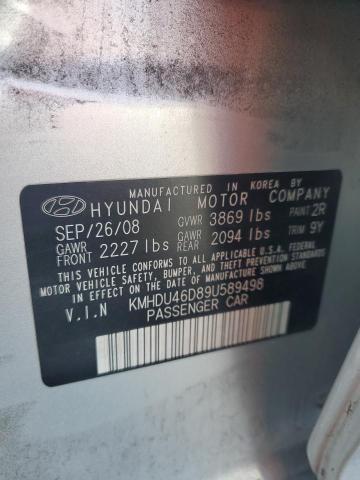 MANUFACTURED IN KOREA BY
HYUNDAI MOTOR COMPANY
SEP/26/08 GVWR 3869 lbs PAINT 2R
GAWR FRONT 2227 lbs GAWR REAR 2094 lbs TRIM 9Y
THIS VEHICLE CONFORMS TO ALL APPLICABLE U.S.A. FEDERAL
MOTOR VEHICLE SAFETY, BUMPER, AND THEFT PREVENTION
STANDARDS IN EFFECT ON THE DATE OF MANUFACTURE SHOWN ABOVE.
V.I.N KMHDU46D89U589498
PASSENGER CAR